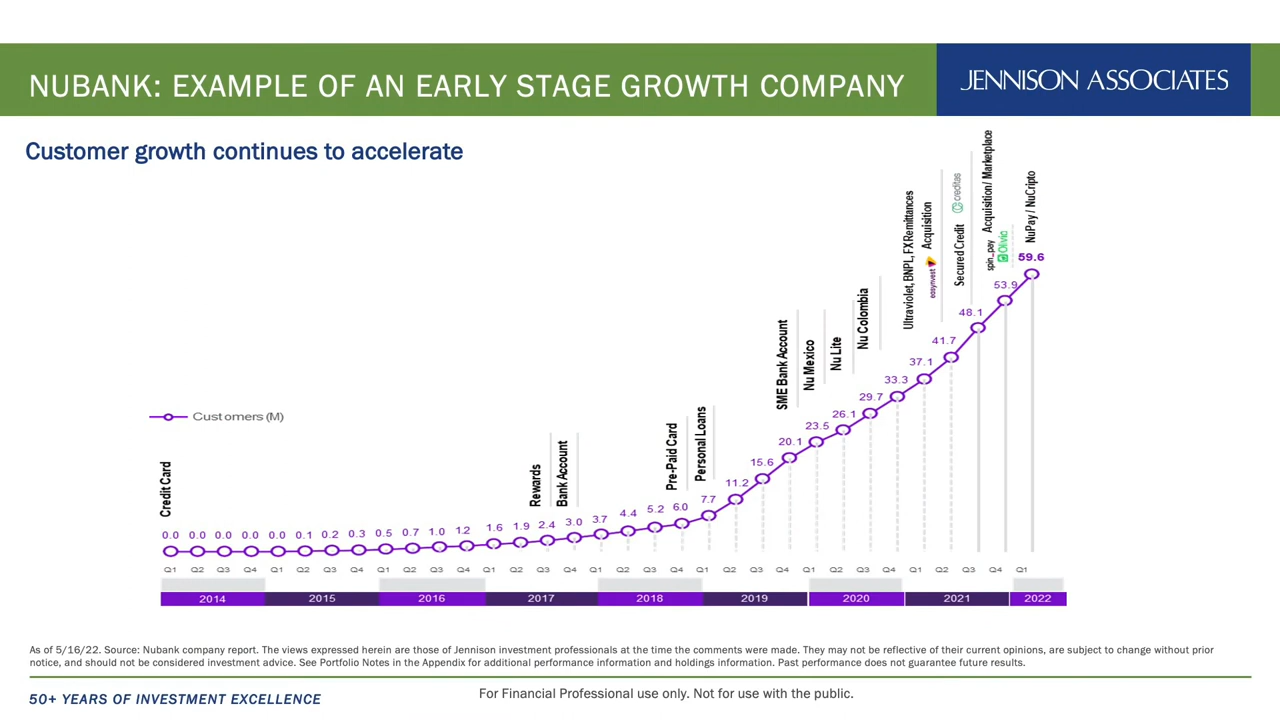 NUBANK: EXAMPLE OF AN EARLY STAGE GROWTH COMPANY
JENNISON ASSOCIATES
Customer growth continues to accelerate
Customers (M)
Credit Card
Rewards
Bank Account
Pre-Paid Card
Personal Loans
SME Bank Account
Nu Mexico
Nu Lite
Nu Colombia
Ultraviolet, BNPL, FX Remittances
easynvest Acquisition
Secured Credit creditas
spin_pay Acquisition/ Marketplace
Olivia
NuPay / NuCripto
0.0 0.0 0.0 0.0 0.0 0.1 0.2 0.3 0.5 0.7 1.0 1.2 1.6 1.9 2.4 3.0 3.7 4.4 5.2 6.0 7.7 11.2 15.6 20.1 23.5 26.1 29.7 33.3 37.1 41.7 48.1 53.9 59.6
Q1 Q2 Q3 Q4 Q1 Q2 Q3 Q4 Q1 Q2 Q3 Q4 Q1 Q2 Q3 Q4 Q1 Q2 Q3 Q4 Q1 Q2 Q3 Q4 Q1 Q2 Q3 Q4 Q1 Q2 Q3 Q4 Q1
2014 2015 2016 2017 2018 2019 2020 2021 2022
As of 5/16/22. Source: Nubank company report. The views expressed herein are those of Jennison investment professionals at the time the comments were made. They may not be reflective of their current opinions, are subject to change without prior
notice, and should not be considered investment advice. See Portfolio Notes in the Appendix for additional performance information and holdings information. Past performance does not guarantee future results.
50+ YEARS OF INVESTMENT EXCELLENCE
For Financial Professional use only. Not for use with the public.